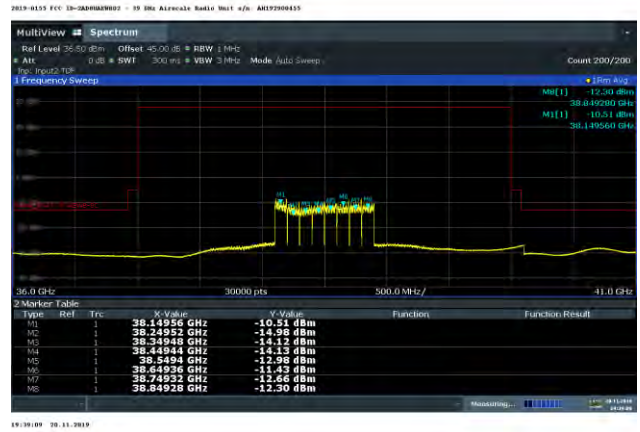 2019-0155 FCC ID-2AD8UAEWB02 - 39 GHz Airscale Radio Unit s/n- AH192900455
MultiView Spectrum
Ref Level 36.50 dBm Offset 45.00 dB RBW 1 MHz
Att 0 dB SWT 300 ms VBW 3 MHz Mode Auto Sweep Count 200/200
1 Frequency Sweep 1Rm Avg
M8[1] -12.30 dBm
38.849280 GHz
M1[1] -10.51 dBm
38.149560 GHz
M1
36.0 GHz 30000 pts 500.0 MHz/ 41.0 GHz
2 Marker Table
Type Ref Trc X-Value Y-Value Function Function Result
M1 1 38.14956 GHz -10.51 dBm
M2 1 38.24952 GHz -14.98 dBm
M3 1 38.34948 GHz -14.12 dBm
M4 1 38.44944 GHz -14.13 dBm
M5 1 38.5494 GHz -12.98 dBm
M6 1 38.64936 GHz -11.43 dBm
M7 1 38.74932 GHz -12.66 dBm
M8 1 38.84928 GHz -12.30 dBm
Measuring...
19:39:09 20.11.2019